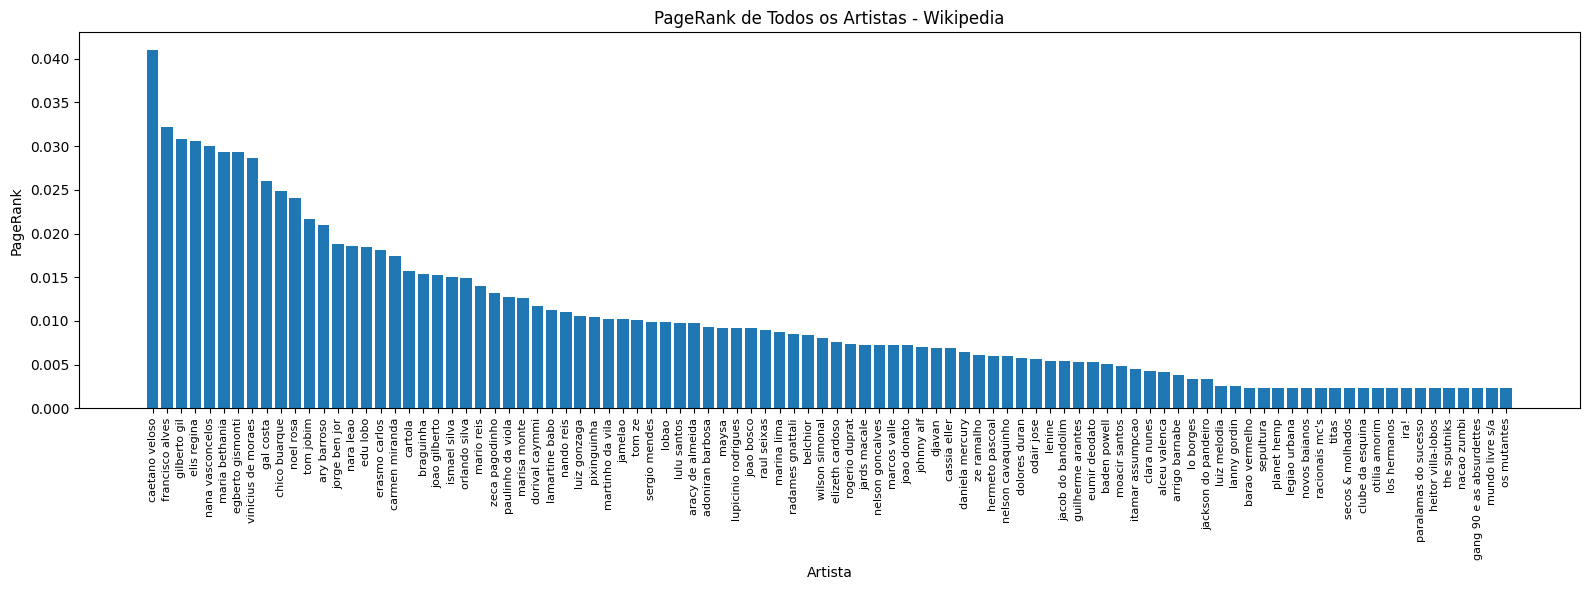 PageRank de Todos os Artistas - Wikipedia
PageRank
0.040
0.035
0.030
0.025
0.020
0.015
0.010
0.005
0.000
caetano veloso
francisco alves
gilberto gil
elis regina
nana vasconcelos
maria bethania
egberto gismonti
vinicius de moraes
gal costa
chico buarque
noel rosa
tom jobim
ary barroso
jorge ben jor
nara leao
edu lobo
erasmo carlos
carmen miranda
cartola
braguinha
joao gilberto
ismael silva
orlando silva
mario reis
zeca pagodinho
paulinho da viola
marisa monte
dorival caymmi
lamartine babo
nando reis
luiz gonzaga
pixinguinha
martinho da vila
jamelao
tom ze
sergio mendes
lobao
lulu santos
aracy de almeida
adoniran barbosa
maysa
lupicinio rodrigues
joao bosco
raul seixas
marina lima
radames gnattali
belchior
wilson simonal
elizeth cardoso
rogerio duprat
jards macale
nelson goncalves
marcos valle
joao donato
johnny alf
djavan
cassia eller
daniela mercury
ze ramalho
hermeto pascoal
nelson cavaquinho
dolores duran
odair jose
lenine
jacob do bandolim
guilherme arantes
eumir deodato
baden powell
moacir santos
itamar assumpcao
clara nunes
alceu valenca
arrigo barnabe
lo borges
jackson do pandeiro
luiz melodia
lanny gordin
barao vermelho
sepultura
planet hemp
legiao urbana
novos baianos
racionais mc's
titas
secos & molhados
clube da esquina
otilia amorim
los hermanos
ira!
paralamas do sucesso
heitor villa-lobos
the sputniks
nacao zumbi
gang 90 e as absurdettes
mundo livre s/a
os mutantes
Artista